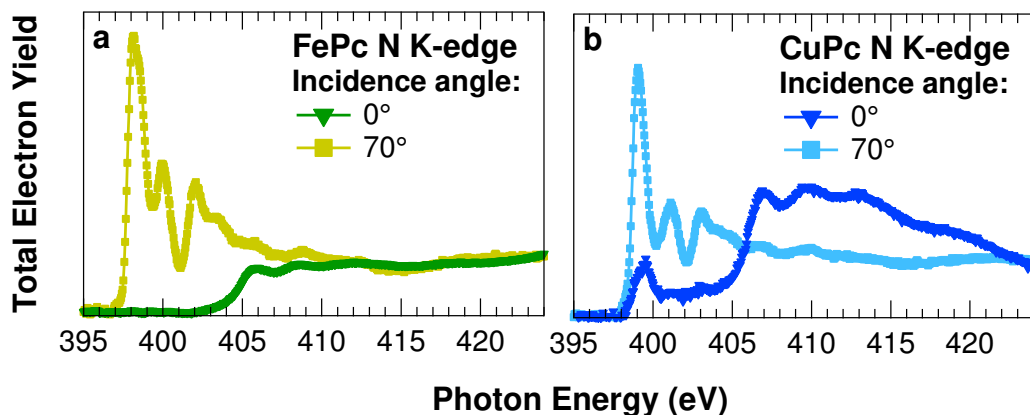 Total Electron Yield
a
FePc N K-edge
Incidence angle:
0°
70°
395 400 405 410 415 420
b
CuPc N K-edge
Incidence angle:
0°
70°
395 400 405 410 415 420
Photon Energy (eV)